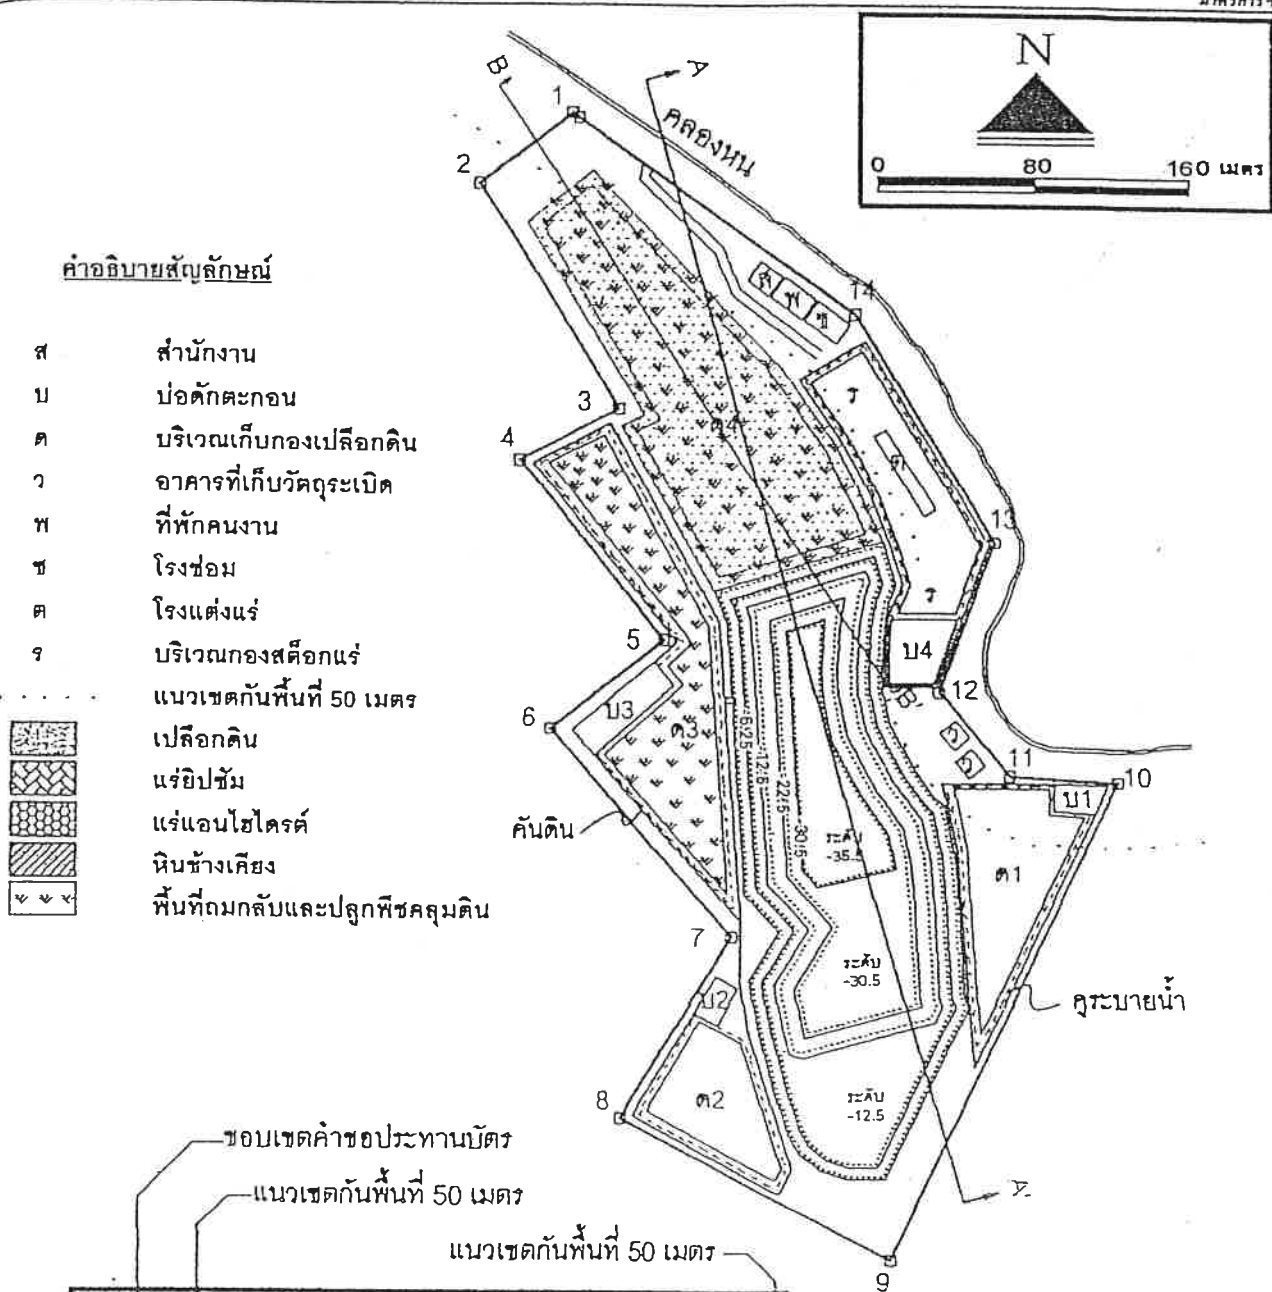 N
0 80 160 เมตร
B
A
คลองหน
1
2
คำอธิบายสัญลักษณ์
ส สำนักงาน
บ บ่อดักตะกอน
ด บริเวณเก็บกองเปลือกดิน
ว อาคารที่เก็บวัตถุระเบิด
พ ที่พักคนงาน
ช โรงซ่อม
ต โรงแต่งแร่
ร บริเวณกองสต็อกแร่
แนวเขตกันพื้นที่ 50 เมตร
เปลือกดิน
แร่ยิปซัม
แร่แอนไฮไดรต์
หินข้างเคียง
พื้นที่ถมกลับและปลูกพืชคลุมดิน
ส พ ช
14
3
4
ด4
ร
ต
13
ร
5
บ4
12
B'
6
บ3
ด3
ว
ว
11
10
บ1
-12.5
-22.5
-30.5
คันดิน
ระดับ
-35.5
ด1
7
ระดับ
-30.5
บ2
คูระบายน้ำ
8
ด2
ระดับ
-12.5
ขอบเขตคำขอประทานบัตร
แนวเขตกันพื้นที่ 50 เมตร
แนวเขตกันพื้นที่ 50 เมตร
9